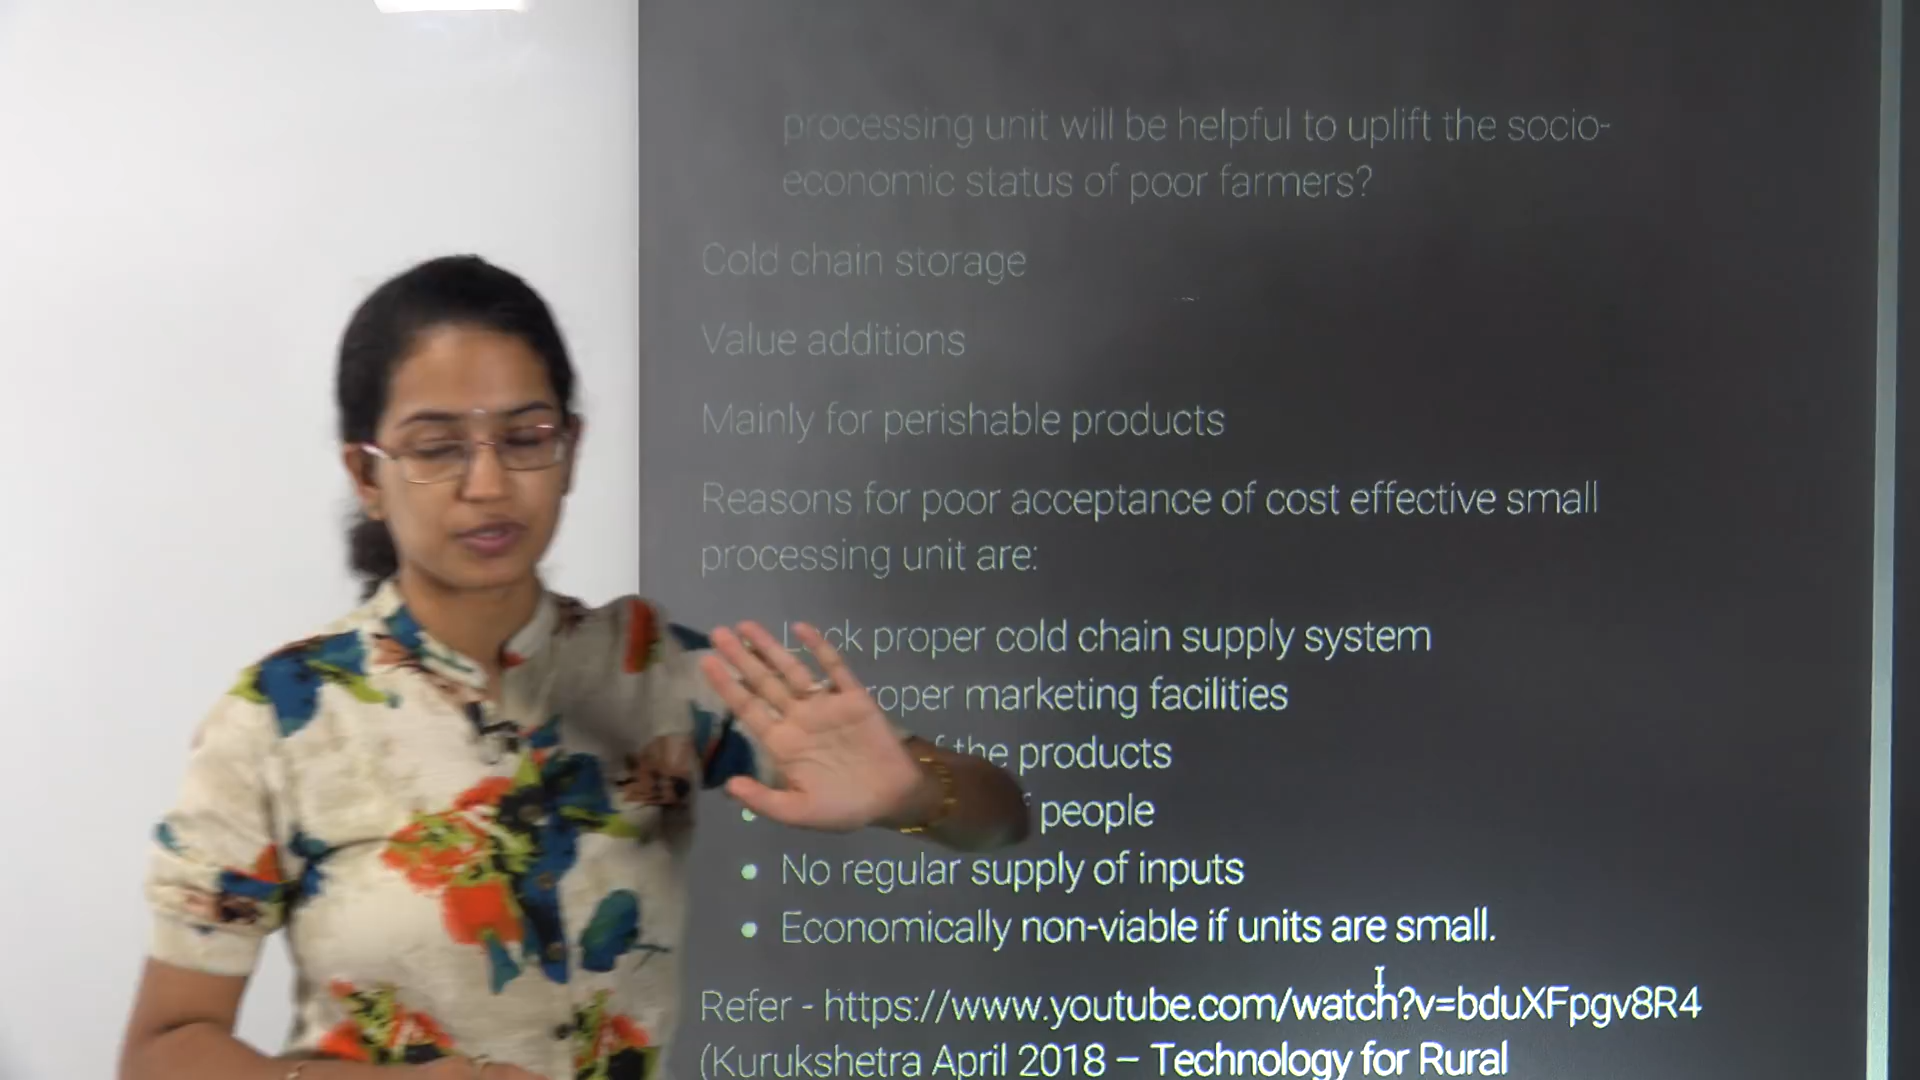 processing unit will be helpful to uplift the socio-
economic status of poor farmers?
Cold chain storage
Value additions
Mainly for perishable products
Reasons for poor acceptance of cost effective small
processing unit are:
Lack proper cold chain supply system
proper marketing facilities
the products
people
No regular supply of inputs
Economically non-viable if units are small.
Refer - https://www.youtube.com/watch?v=bduXFpgv8R4
(Kurukshetra April 2018 – Technology for Rural